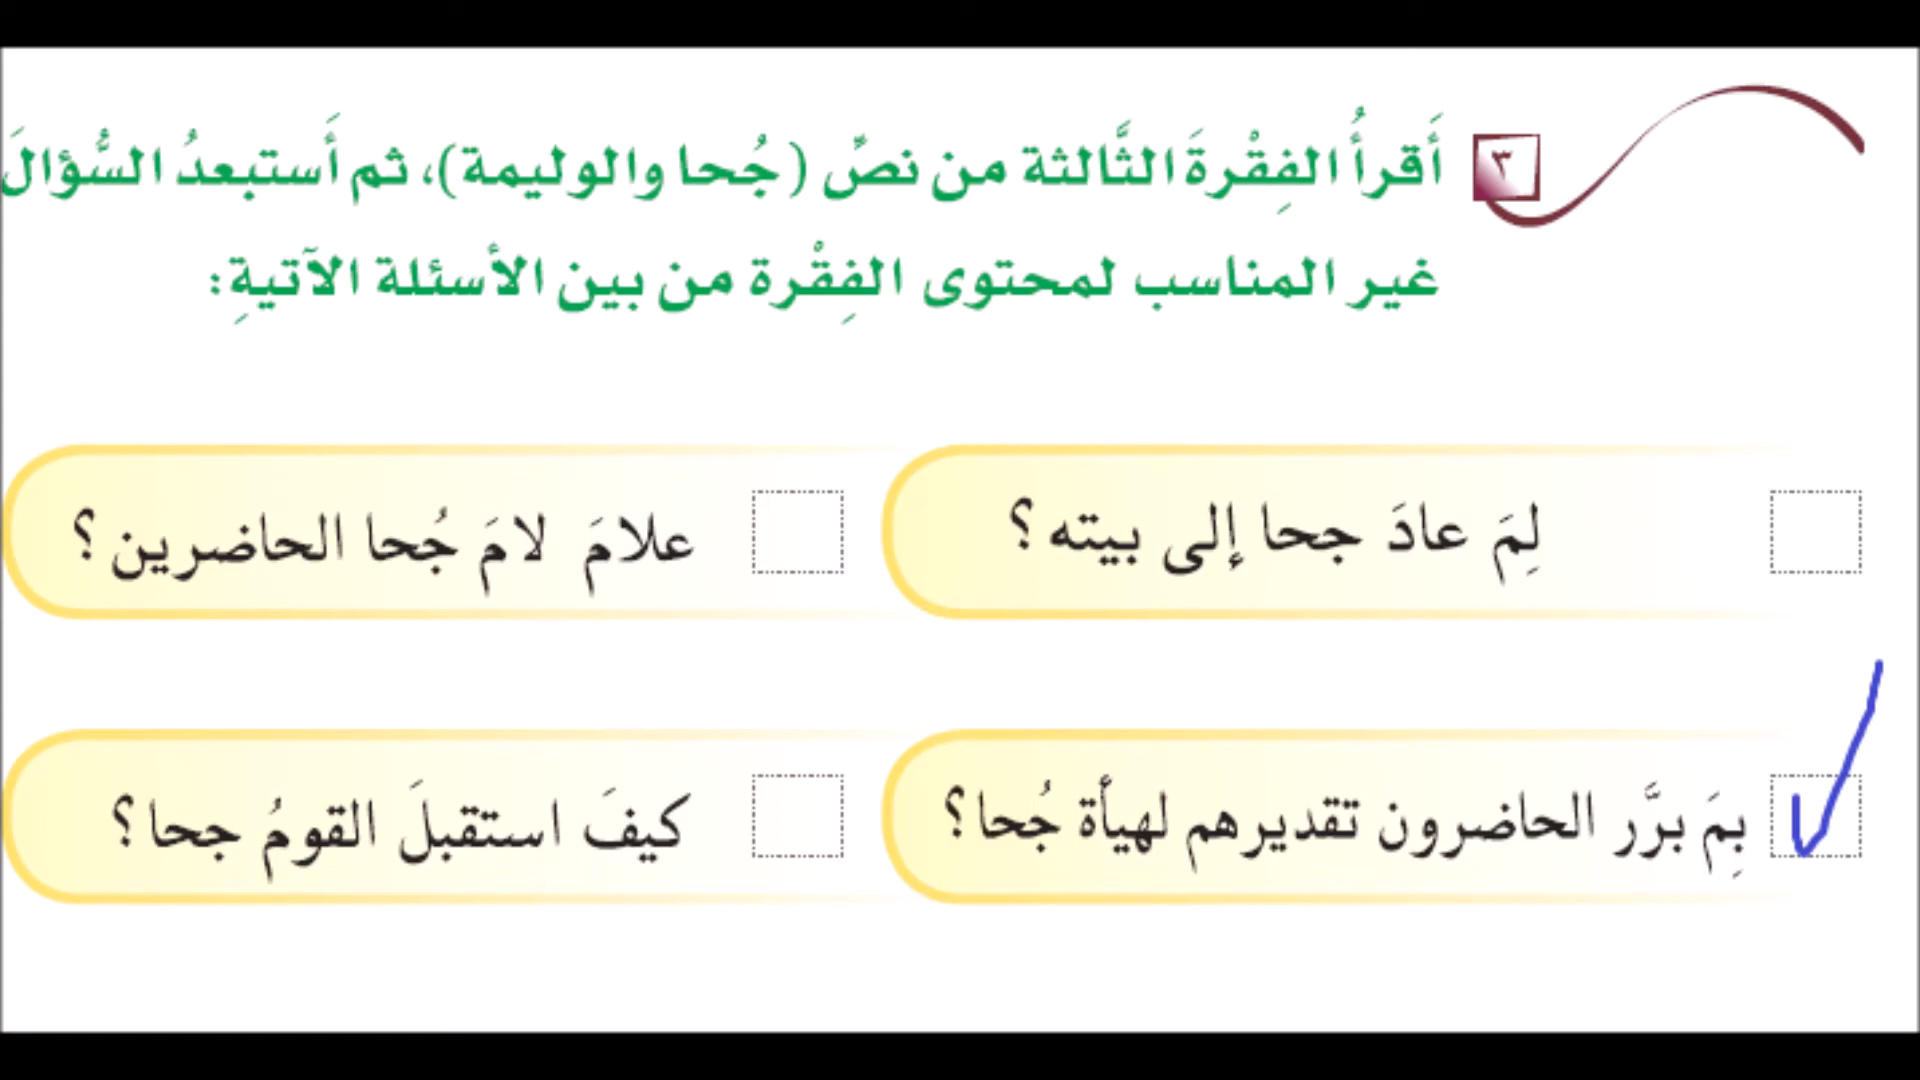 ٣
أَقرأُ الفِقْرةَ الثَّالثة من نصِّ (جُحا والوليمة)، ثم أَستبعدُ السُّؤالَ
غير المناسب لمحتوى الفِقْرة من بين الأسئلة الآتيةِ:
لِمَ عادَ جحا إلى بيته ؟
علامَ لامَ جُحا الحاضرين ؟
بِمَ برَّر الحاضرون تقديرهم لهيأة جُحا؟
كيفَ استقبلَ القومُ جحا؟